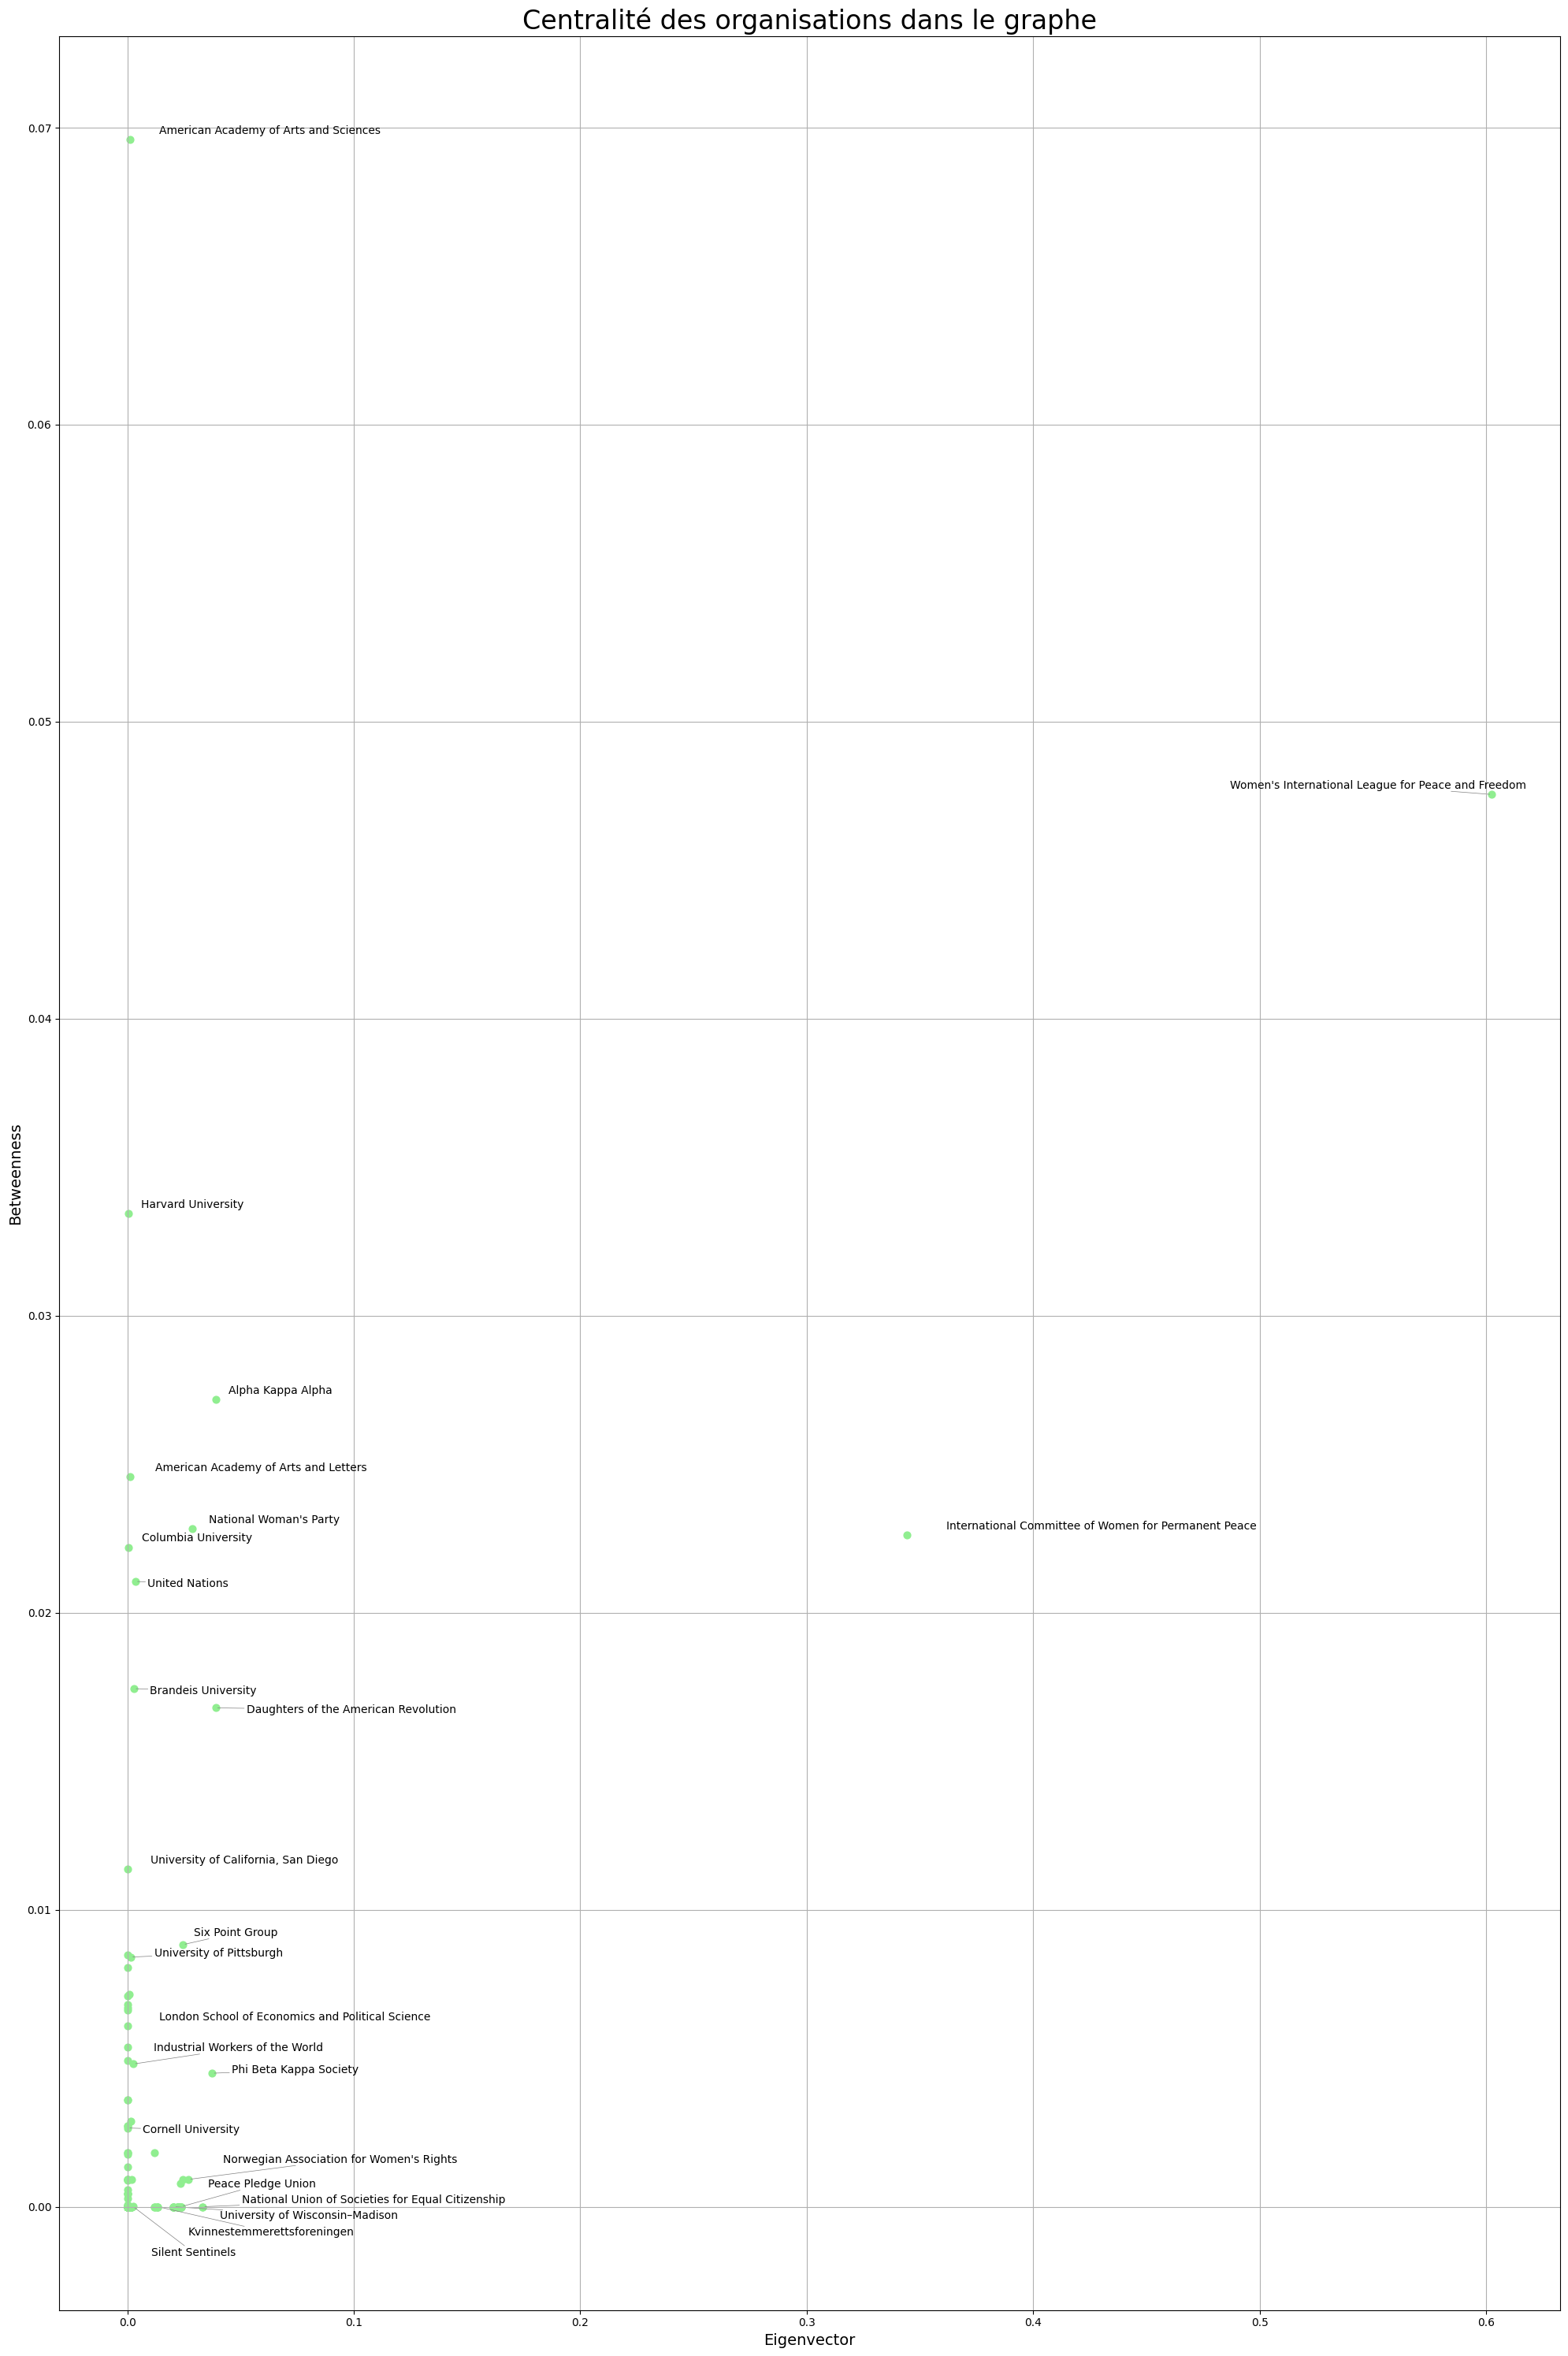 Centralité des organisations dans le graphe
0.07
American Academy of Arts and Sciences
0.06
0.05
Women's International League for Peace and Freedom
0.04
Betweenness
Harvard University
0.03
Alpha Kappa Alpha
American Academy of Arts and Letters
National Woman's Party
International Committee of Women for Permanent Peace
Columbia University
United Nations
0.02
Brandeis University
Daughters of the American Revolution
University of California, San Diego
0.01
Six Point Group
University of Pittsburgh
London School of Economics and Political Science
Industrial Workers of the World
Phi Beta Kappa Society
Cornell University
Norwegian Association for Women's Rights
Peace Pledge Union
National Union of Societies for Equal Citizenship
0.00
University of Wisconsin–Madison
Kvinnestemmerettsforeningen
Silent Sentinels
0.0 0.1 0.2 0.3 0.4 0.5 0.6
Eigenvector